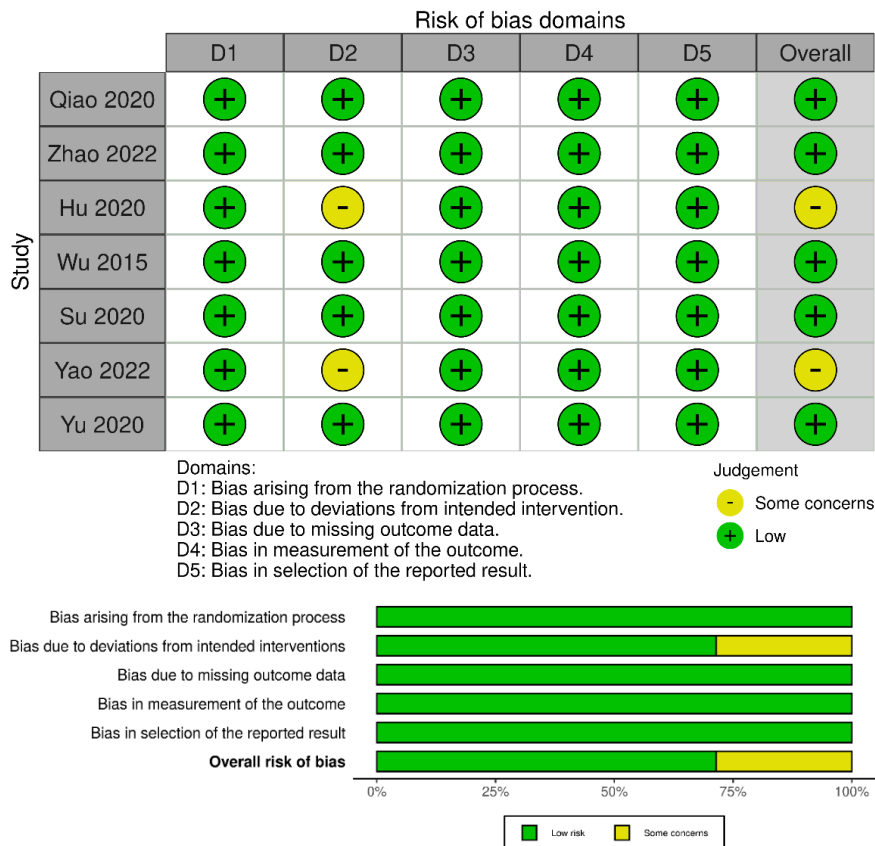 Risk of bias domains
D1 D2 D3 D4 D5 Overall
Study
Qiao 2020 + + + + + +
Zhao 2022 + + + + + +
Hu 2020 + - + + + -
Wu 2015 + + + + + +
Su 2020 + + + + + +
Yao 2022 + - + + + -
Yu 2020 + + + + + +
Domains:
D1: Bias arising from the randomization process.
D2: Bias due to deviations from intended intervention.
D3: Bias due to missing outcome data.
D4: Bias in measurement of the outcome.
D5: Bias in selection of the reported result.
Judgement
- Some concerns
+ Low
Bias arising from the randomization process
Bias due to deviations from intended interventions
Bias due to missing outcome data
Bias in measurement of the outcome
Bias in selection of the reported result
Overall risk of bias
0% 25% 50% 75% 100%
Low risk Some concerns